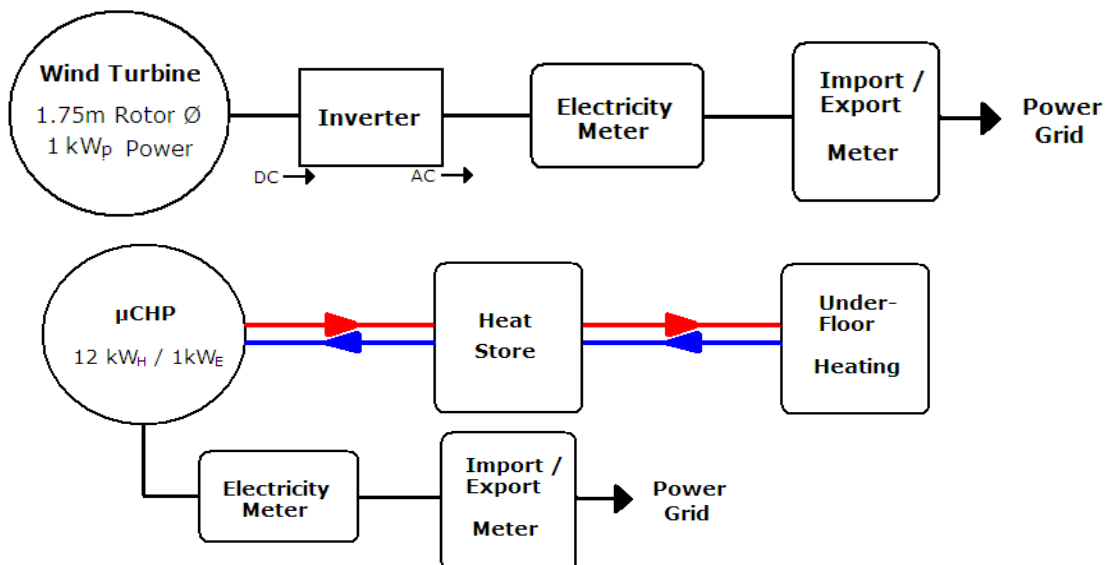 Wind Turbine
1.75m Rotor Ø
1 kWp Power
Inverter
DC
AC
Electricity
Meter
Import /
Export
Meter
Power
Grid
µCHP
12 kWH / 1kWE
Heat
Store
Under-
Floor
Heating
Electricity
Meter
Import /
Export
Meter
Power
Grid